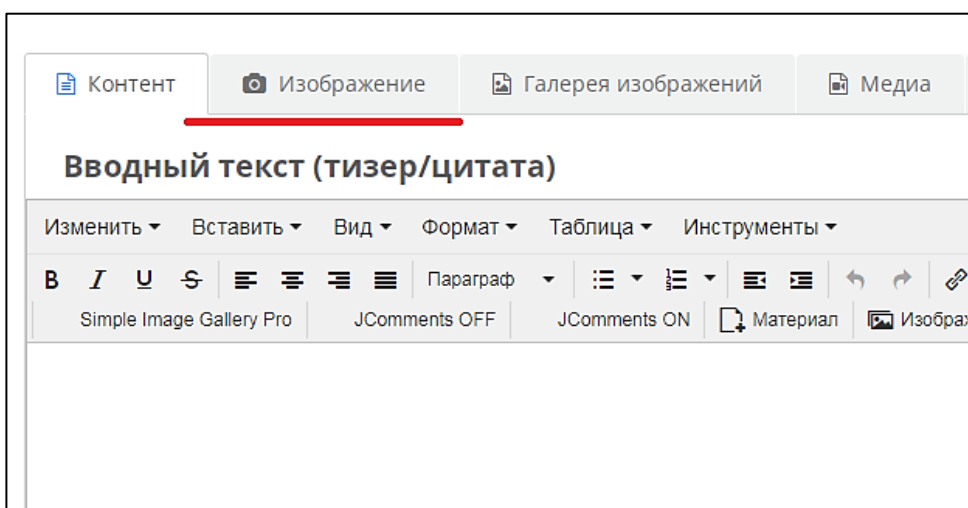 Контент Изображение Галерея изображений Медиа
Вводный текст (тизер/цитата)
Изменить Вставить Вид Формат Таблица Инструменты
B I U S Параграф
Simple Image Gallery Pro JComments OFF JComments ON Материал Изобра